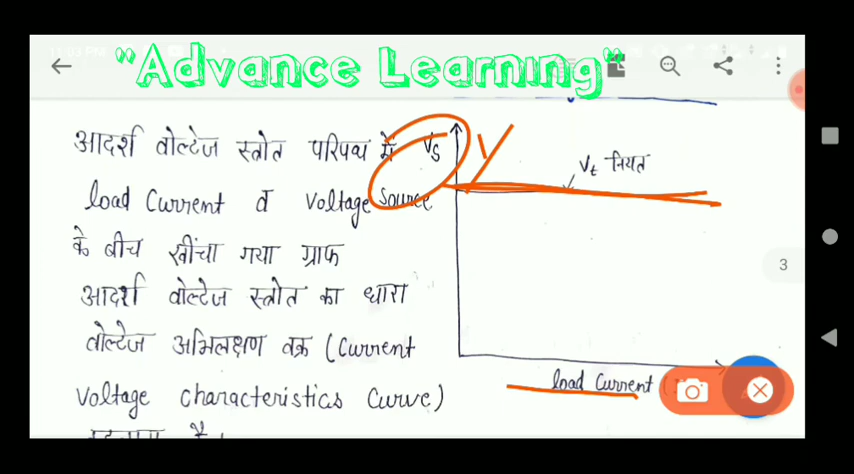 "Advance Learning"
आदर्श वोल्टेज स्त्रोत परिपथ में
load Current व Voltage Source
के बीच खींचा गया ग्राफ
आदर्श वोल्टेज स्त्रोत का धारा
वोल्टेज अभिलक्षण वक्र (Current
Voltage characteristics Curve)
Vs
V
Vt नियत
load Current
3